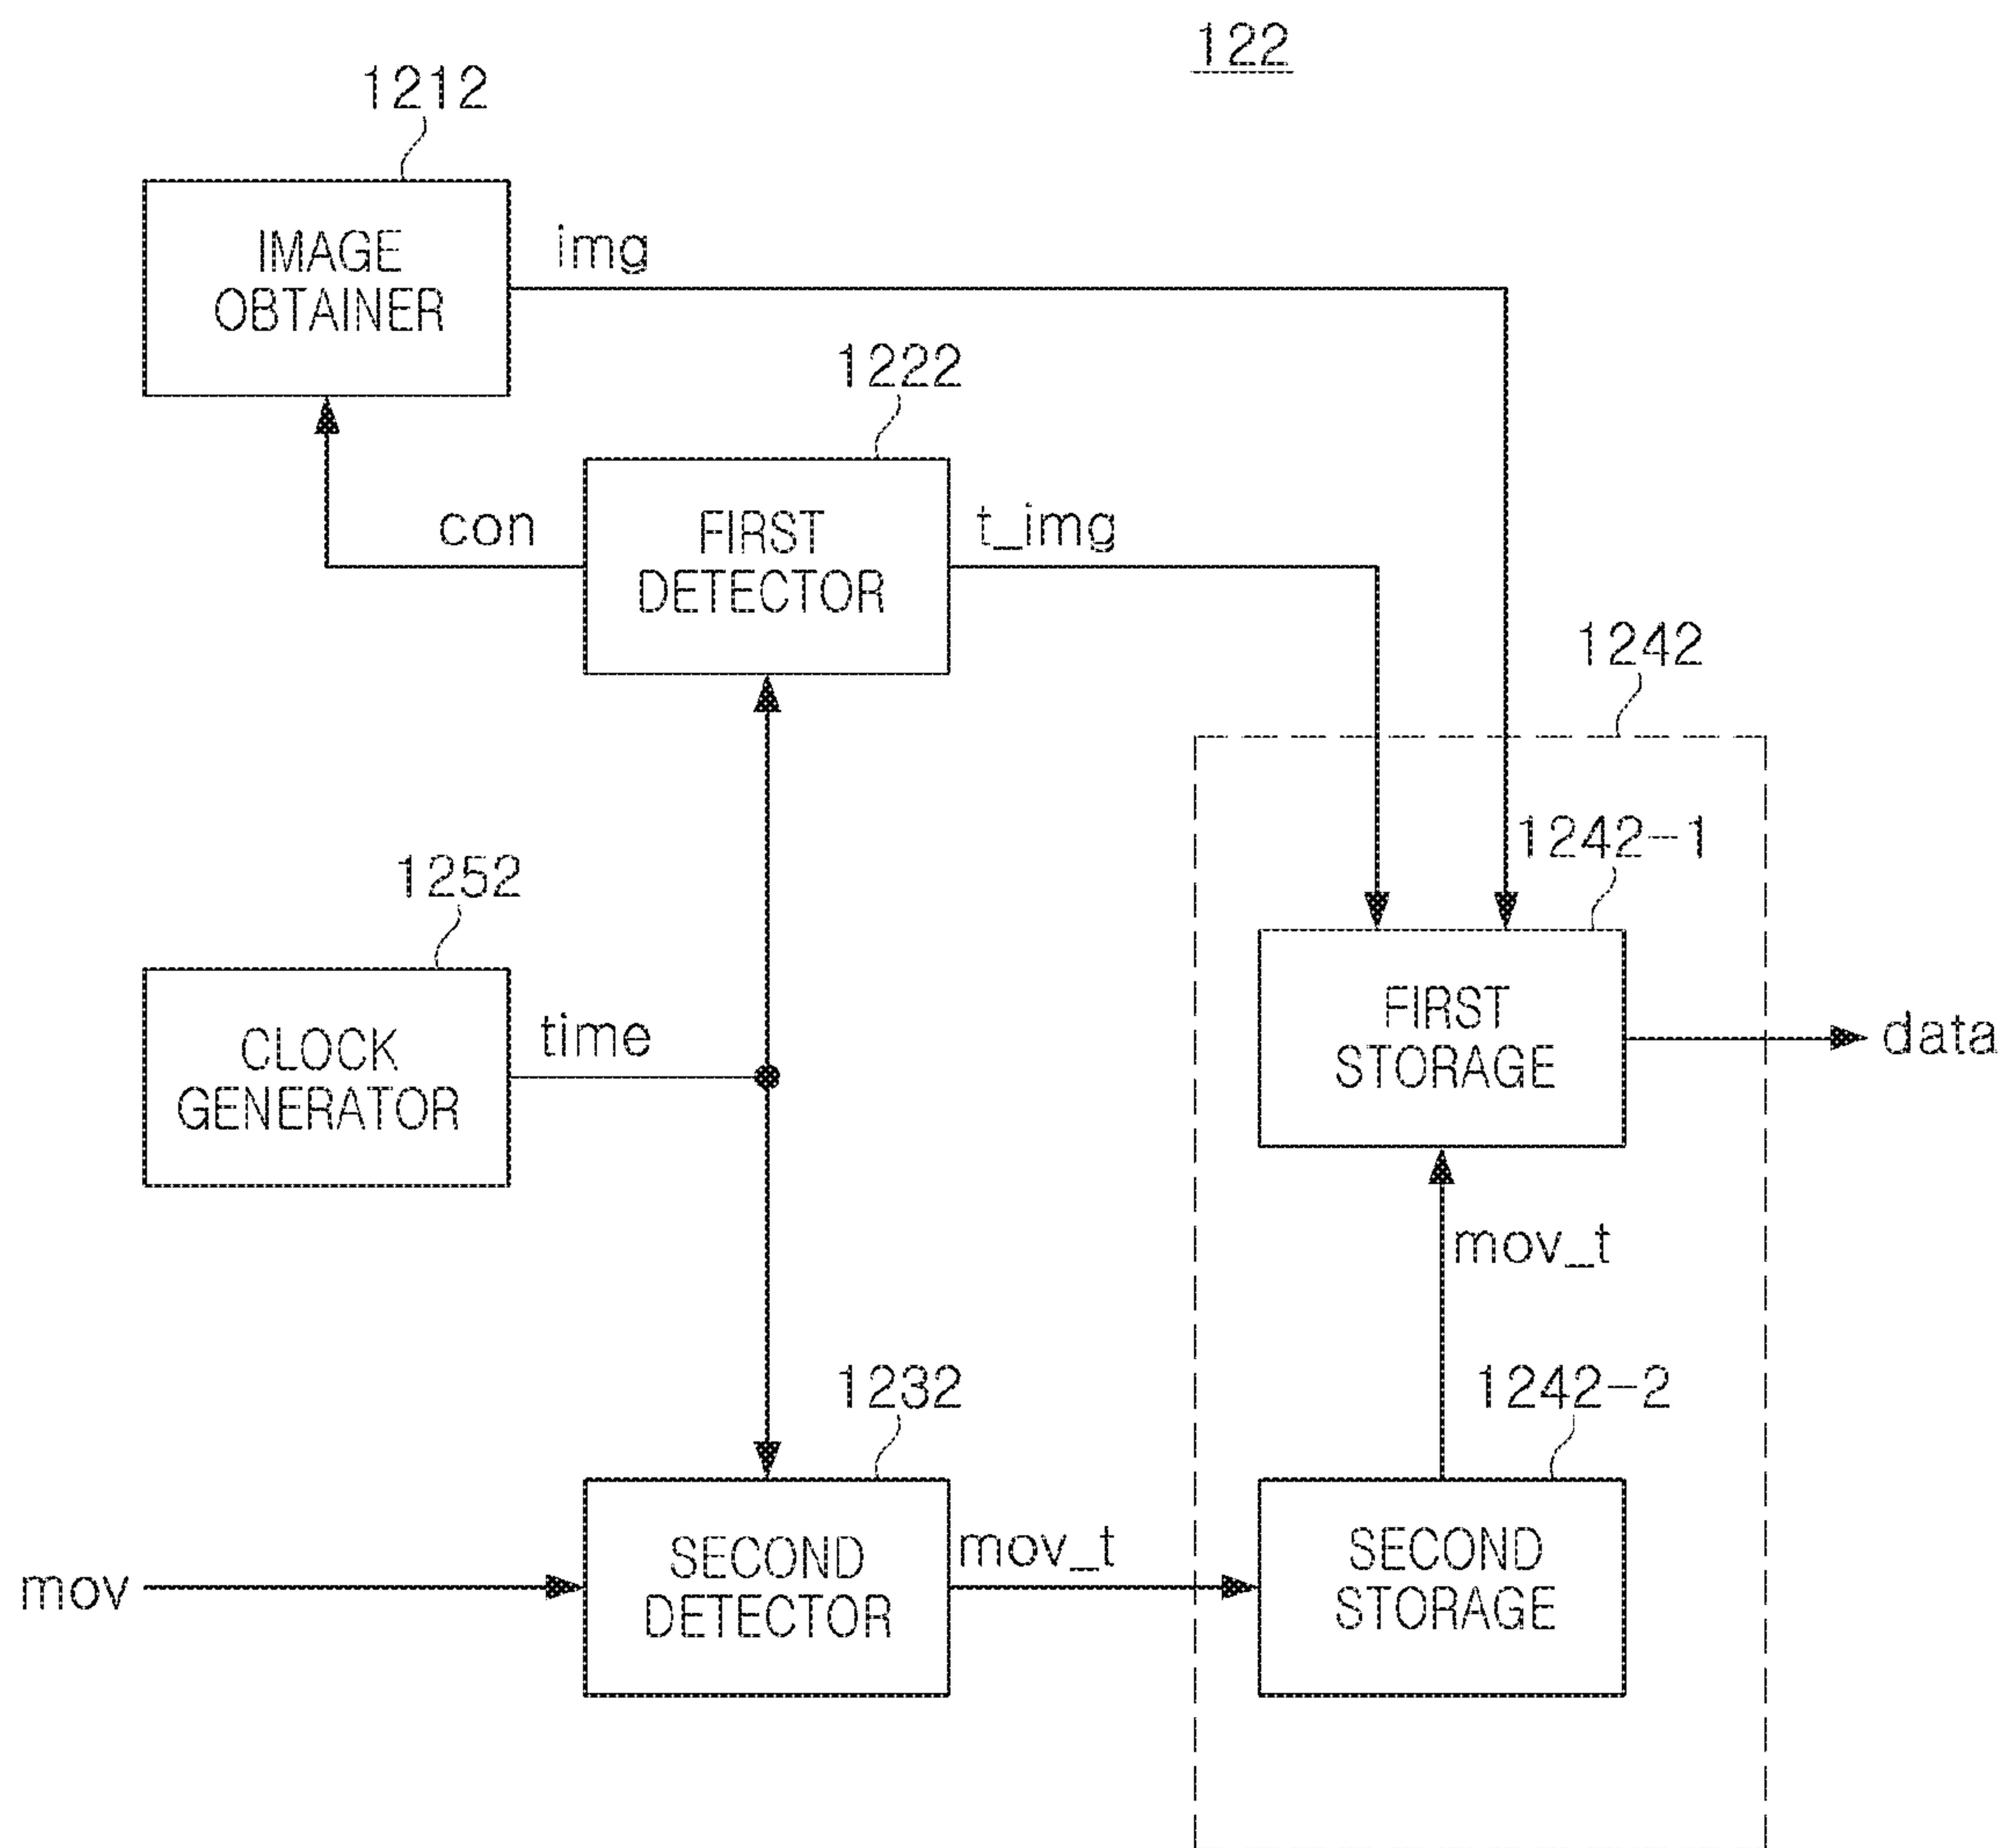 122
1212
IMAGE
OBTAINER
img
1222
con
FIRST
DETECTOR
t_img
1242
1242-1
1252
CLOCK
GENERATOR
time
FIRST
STORAGE
data
mov_t
1232
1242-2
mov
SECOND
DETECTOR
mov_t
SECOND
STORAGE